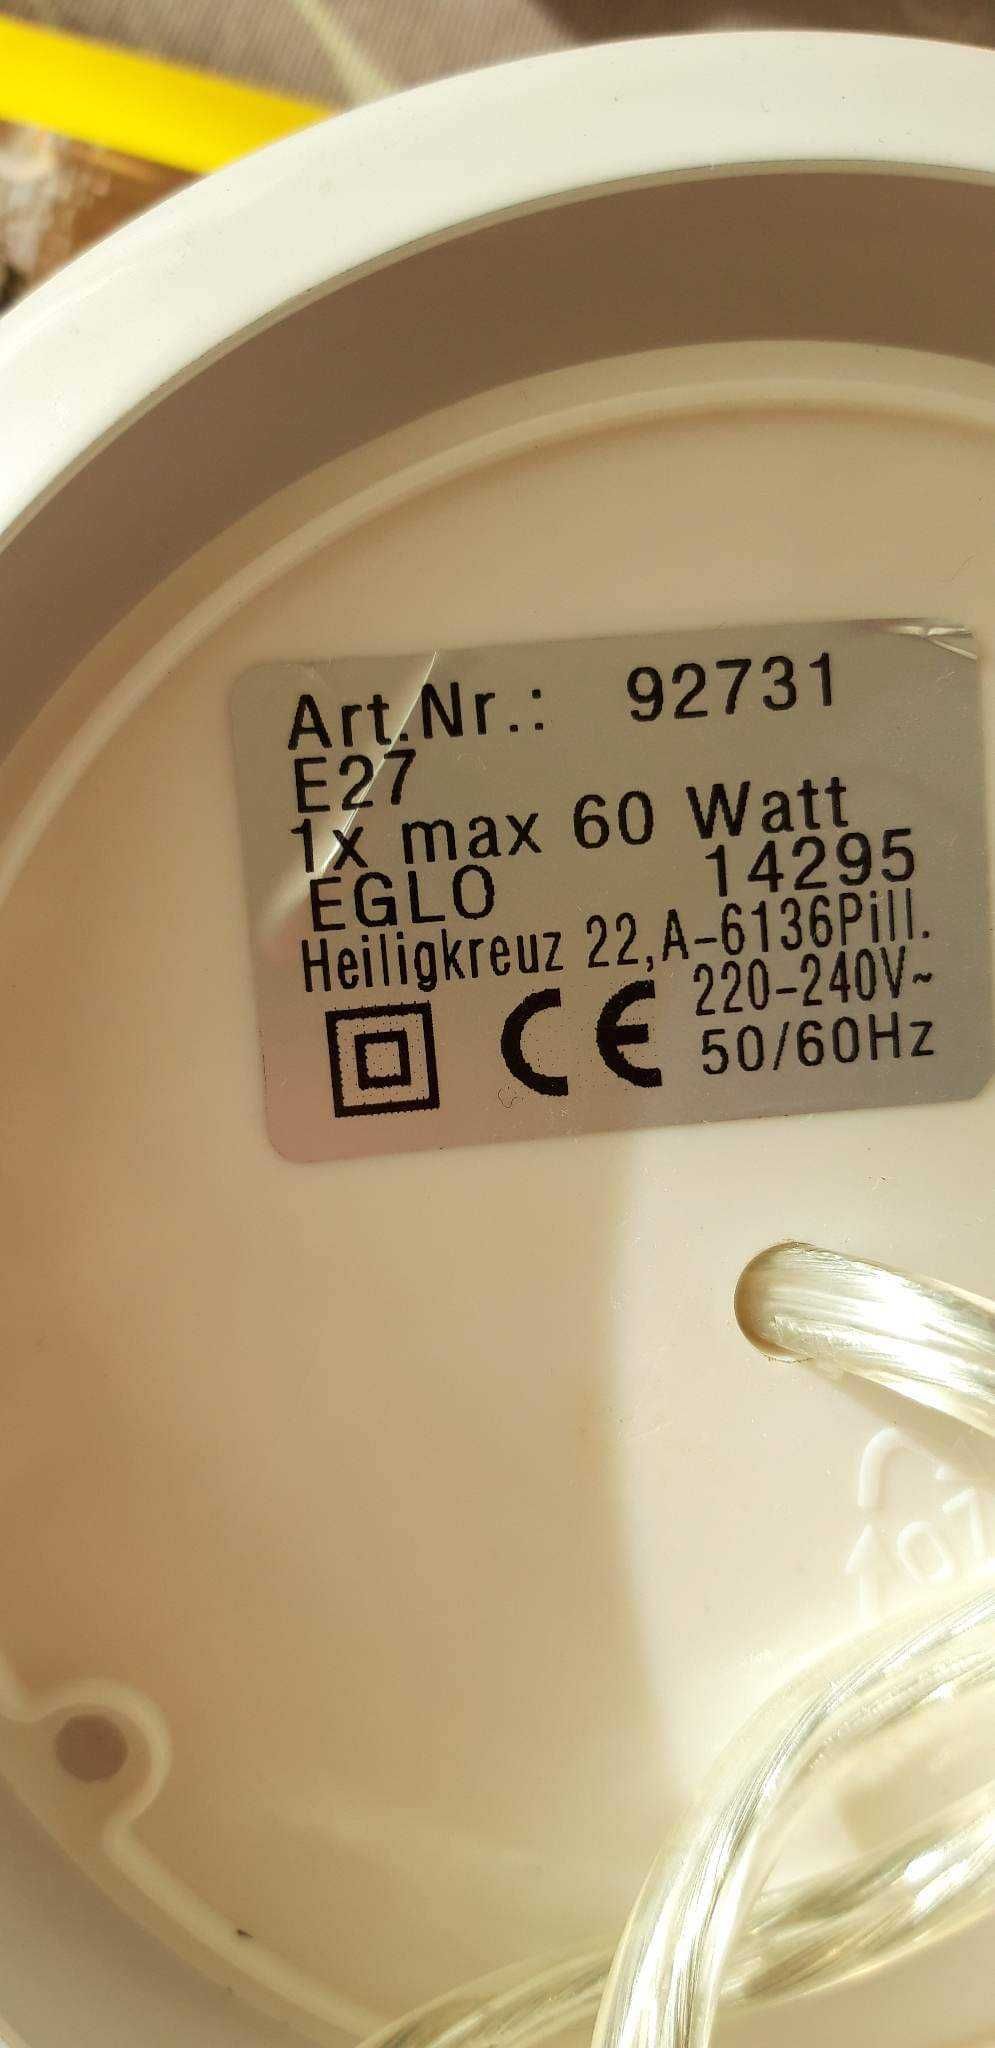 Art.Nr.: 92731
E27
1x max 60 Watt
EGLO 14295
Heiligkreuz 22,A-6136Pill.
CE 220-240V~
50/60Hz